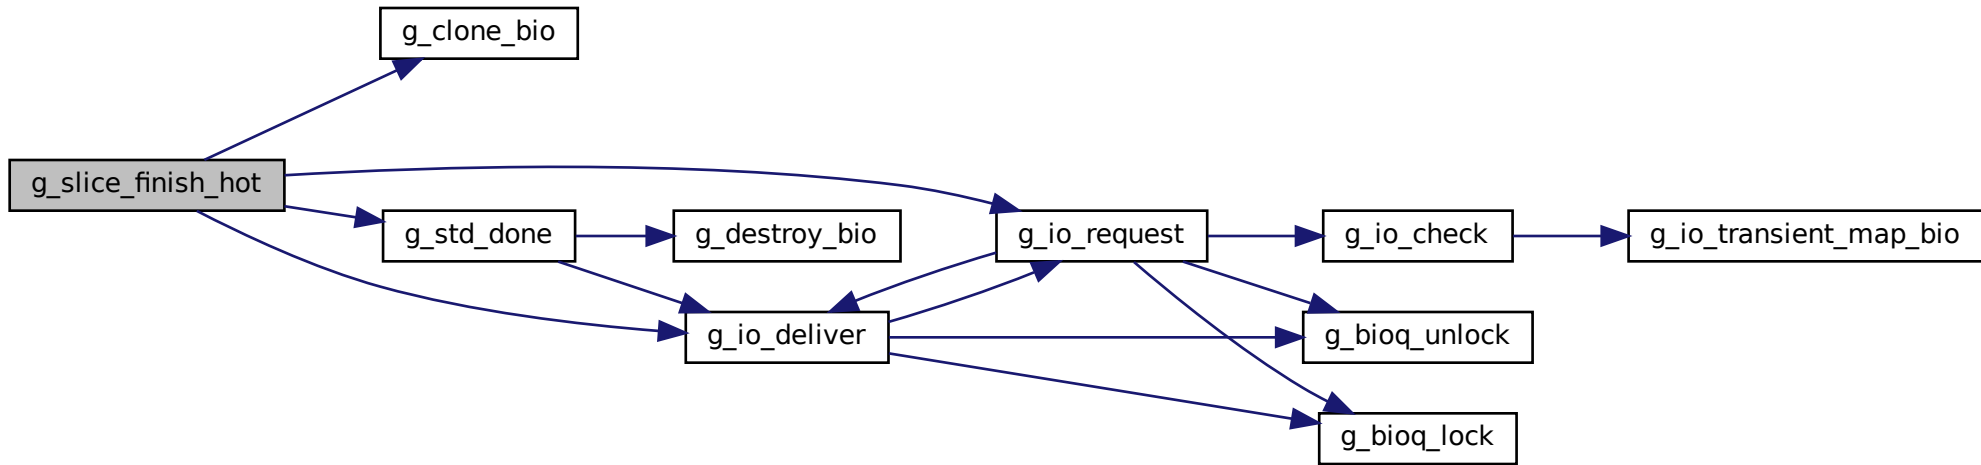 g_clone_bio
g_slice_finish_hot
g_std_done
g_destroy_bio
g_io_request
g_io_check
g_io_transient_map_bio
g_io_deliver
g_bioq_unlock
g_bioq_lock